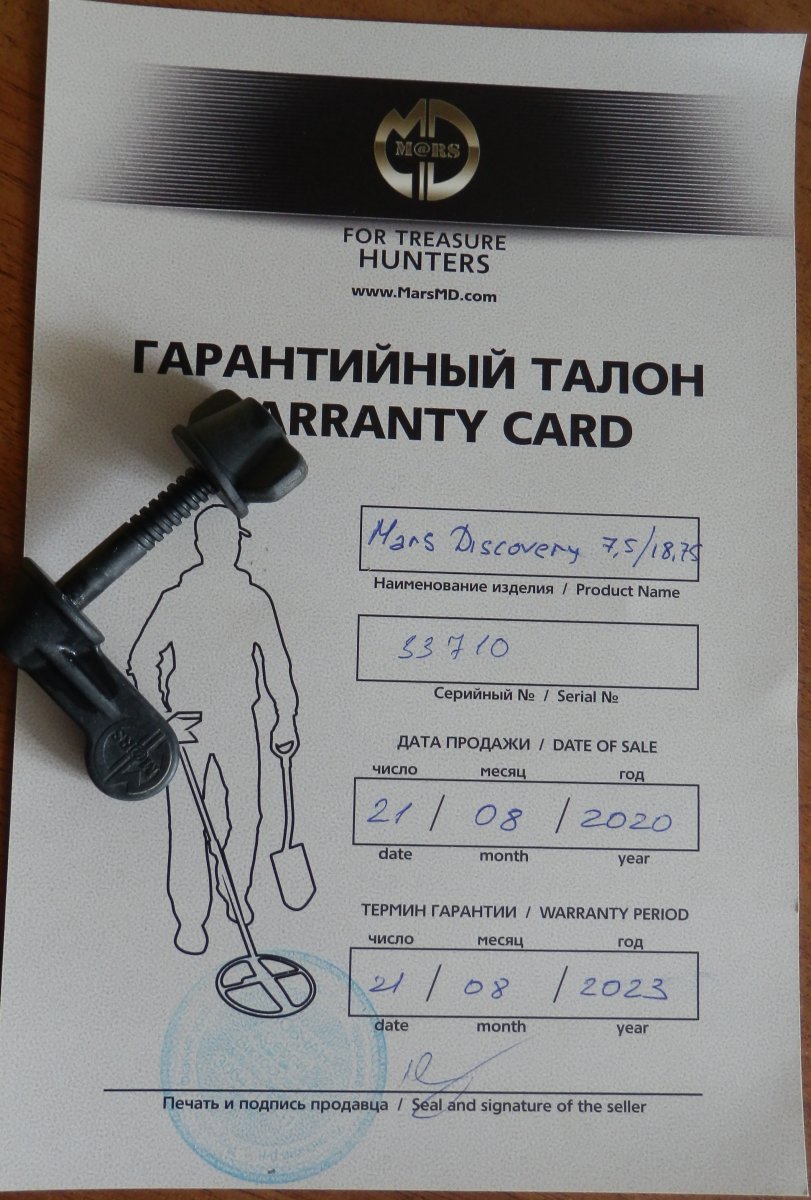 MD
M@RS
FOR TREASURE
HUNTERS
www.MarsMD.com
ГАРАНТИЙНЫЙ ТАЛОН
ARRANTY CARD
Mars Discovery 7,5/18,75
Наименование изделия / Product Name
33710
Серийный № / Serial №
ДАТА ПРОДАЖИ / DATE OF SALE
число месяц год
21 / 08 / 2020
date month year
ТЕРМИН ГАРАНТИИ / WARRANTY PERIOD
число месяц год
21 / 08 / 2023
date month year
Печать и подпись продавца / Seal and signature of the seller
MD
M@RS